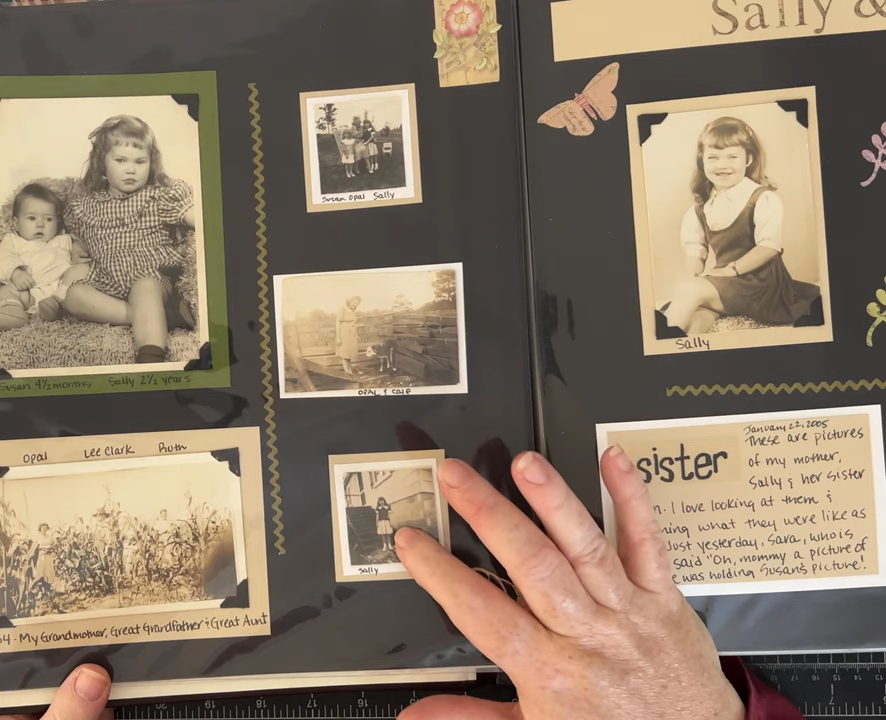 Sally &
Susan 4½ months Sally 2½ years
Susan Opal Sally
Opal & Calf
Sally
Opal Lee Clark Ruth
4. My Grandmother, Great Grandfather & Great Aunt
Sally
sister
January 22, 2005
These are pictures
of my mother,
Sally & her sister
n. I love looking at them &
ning what they were like as
Just yesterday, Sara, who is
said "Oh, mommy a picture of
e was holding Susan's picture!